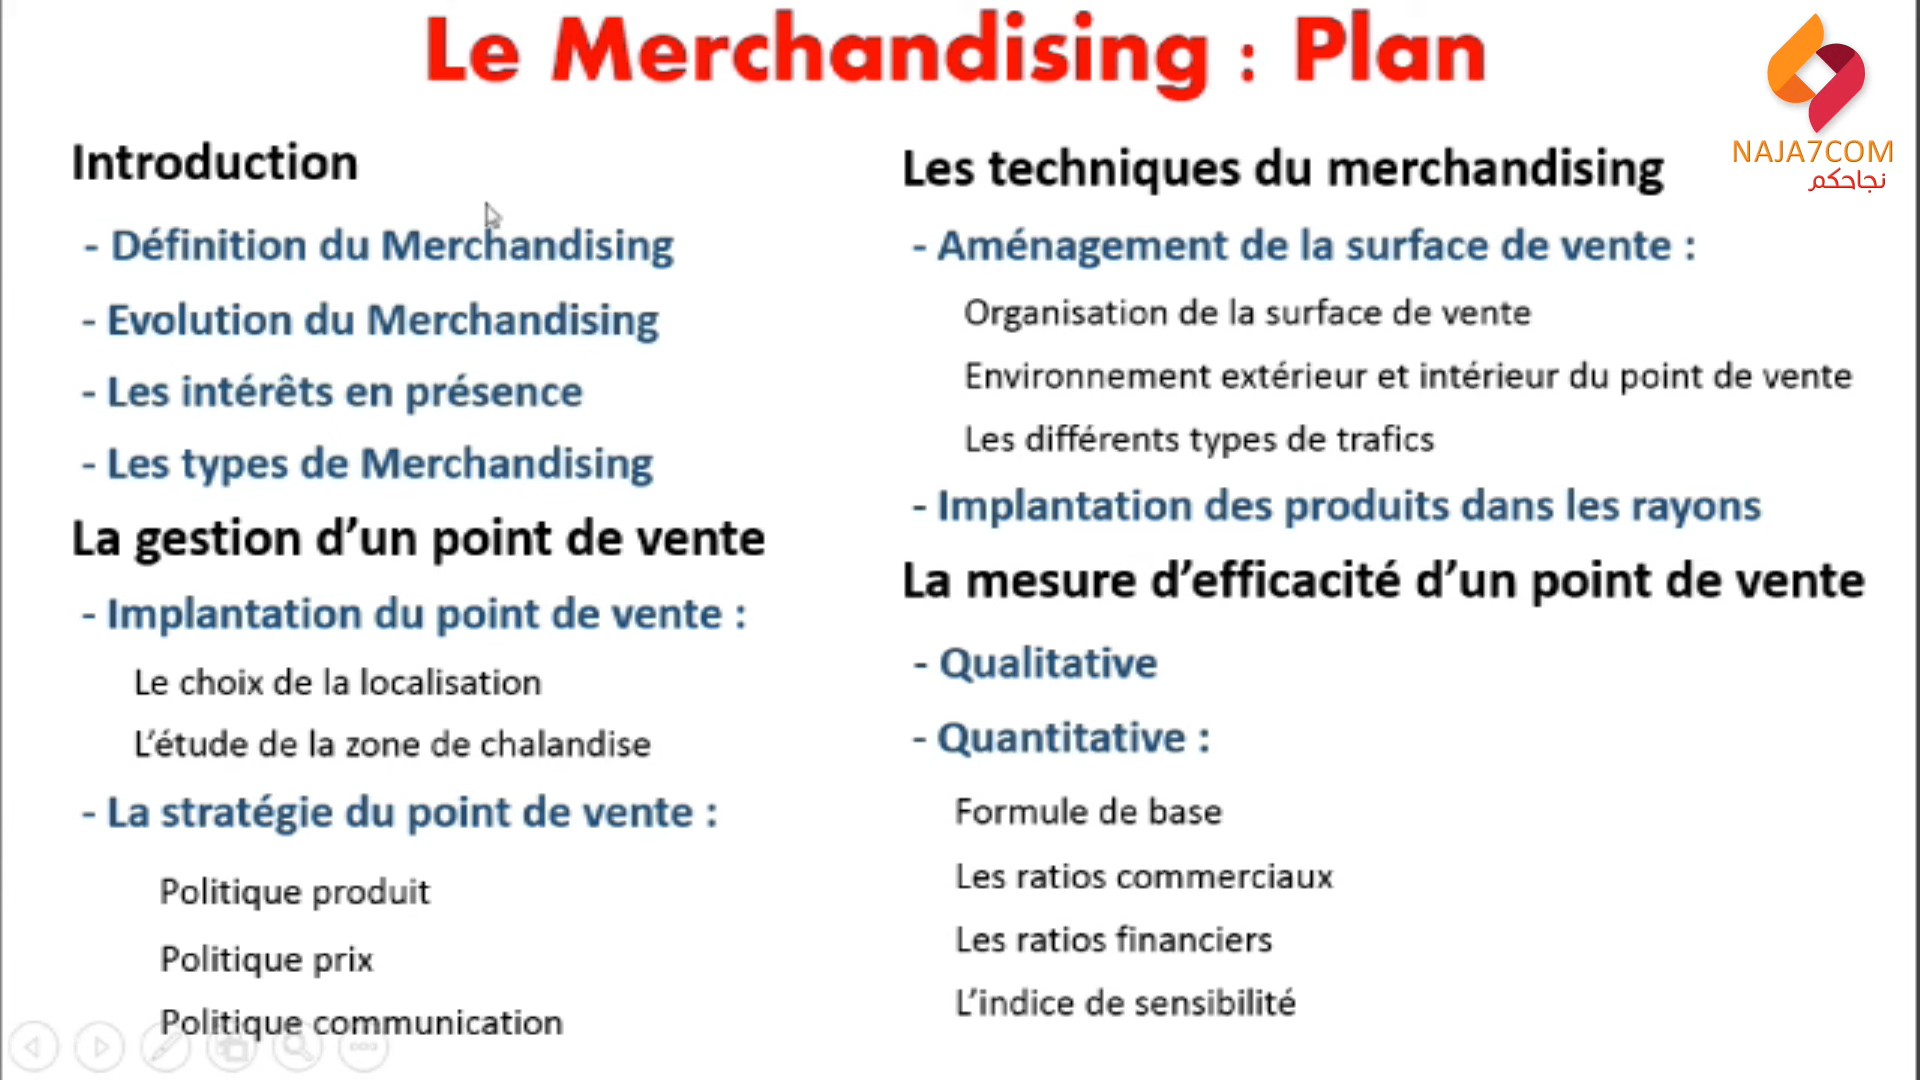 Le Merchandising : Plan
NAJA7COM
نجاحكم
Introduction
- Définition du Merchandising
- Evolution du Merchandising
- Les intérêts en présence
- Les types de Merchandising
La gestion d’un point de vente
- Implantation du point de vente :
Le choix de la localisation
L’étude de la zone de chalandise
- La stratégie du point de vente :
Politique produit
Politique prix
Politique communication
Les techniques du merchandising
- Aménagement de la surface de vente :
Organisation de la surface de vente
Environnement extérieur et intérieur du point de vente
Les différents types de trafics
- Implantation des produits dans les rayons
La mesure d’efficacité d’un point de vente
- Qualitative
- Quantitative :
Formule de base
Les ratios commerciaux
Les ratios financiers
L’indice de sensibilité